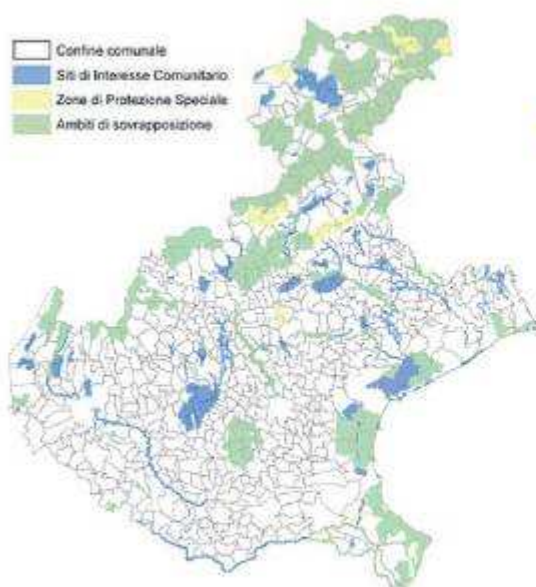 Confine comunale
Siti di Interesse Comunitario
Zone di Protezione Speciale
Ambiti di sovrapposizione